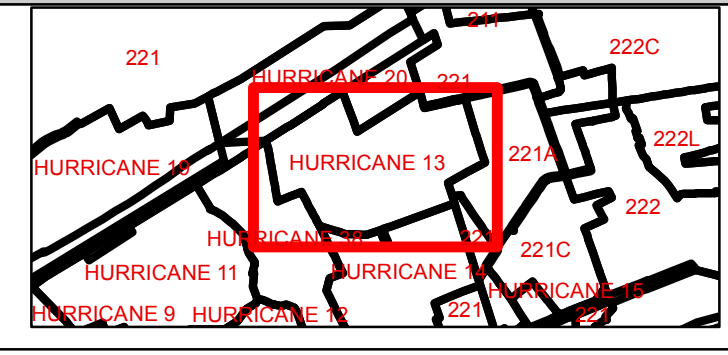 211
222C
221
HURRICANE 20
221
222L
221A
HURRICANE 13
HURRICANE 19
222
HURRICANE 38
221
221C
HURRICANE 11
HURRICANE 14
HURRICANE 15
HURRICANE 9
HURRICANE 12
221
221